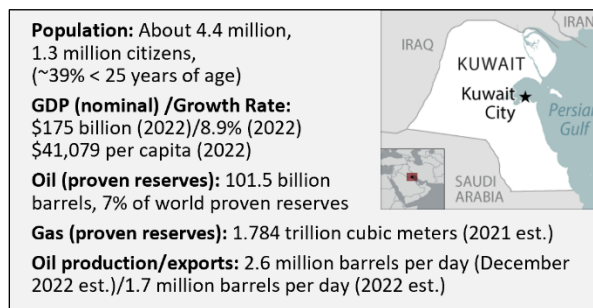 Population: About 4.4 million,
1.3 million citizens,
(~39% < 25 years of age)
GDP (nominal) /Growth Rate:
$175 billion (2022)/8.9% (2022)
$41,079 per capita (2022)
Oil (proven reserves): 101.5 billion
barrels, 7% of world proven reserves
Gas (proven reserves): 1.784 trillion cubic meters (2021 est.)
Oil production/exports: 2.6 million barrels per day (December
2022 est.)/1.7 million barrels per day (2022 est.)
IRAN
IRAQ
KUWAIT
Kuwait
City
Persian
Gulf
SAUDI
ARABIA